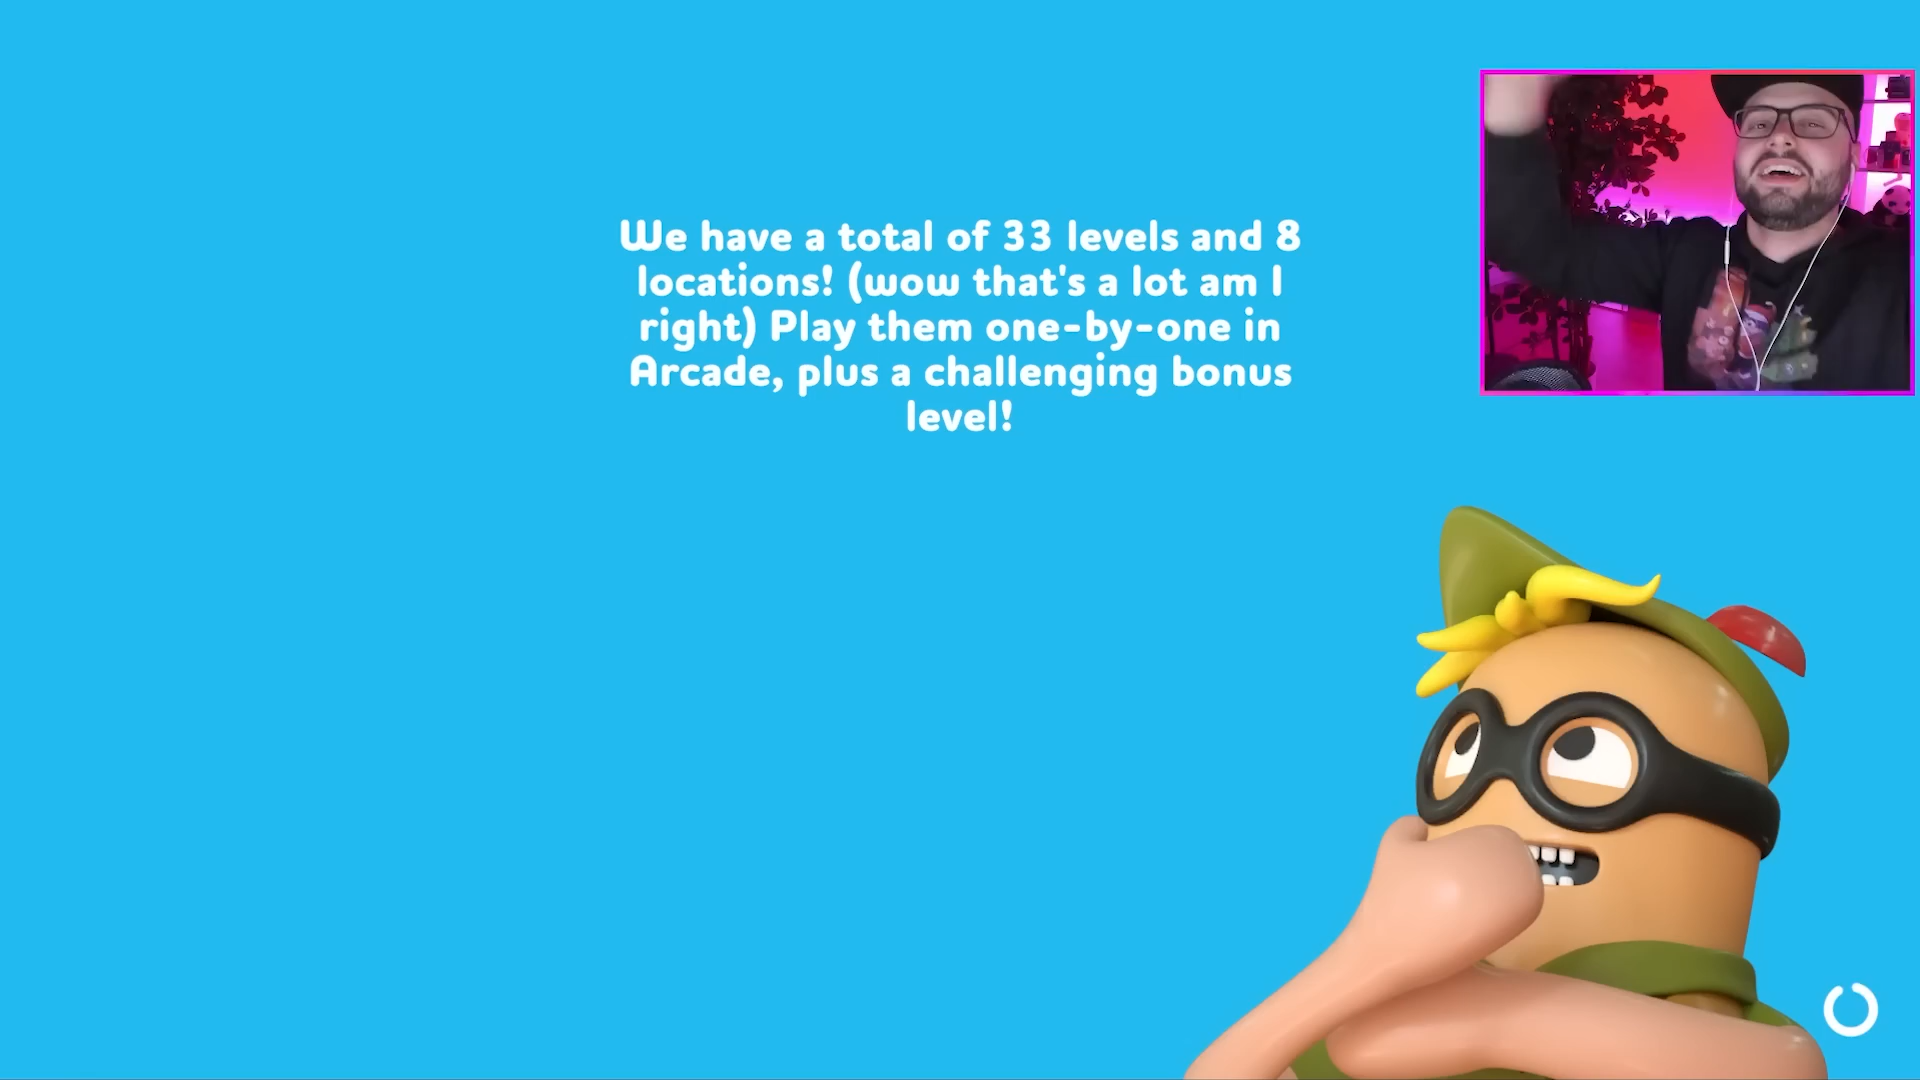 We have a total of 33 levels and 8
locations! (wow that's a lot am I
right) Play them one-by-one in
Arcade, plus a challenging bonus
level!